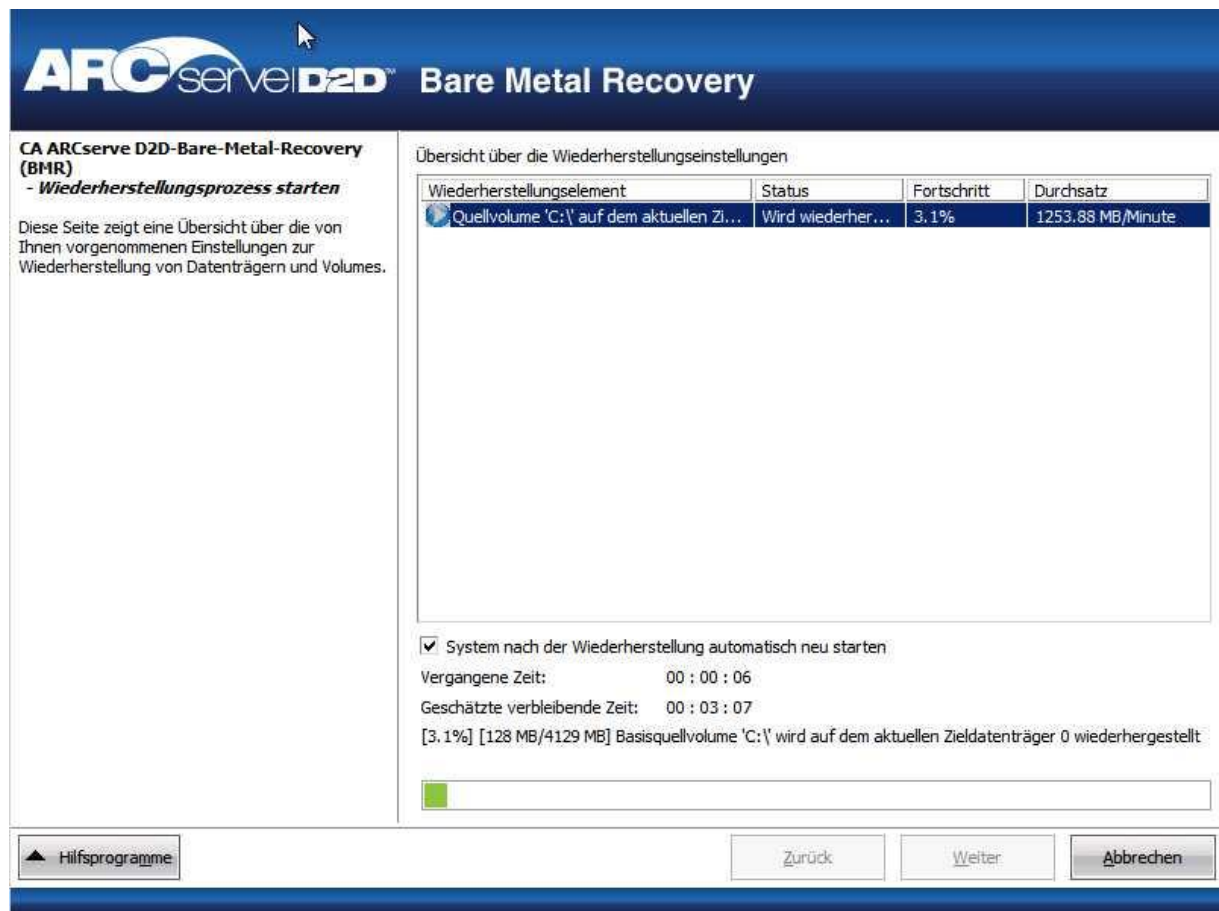 ARCserve D2D™ Bare Metal Recovery
CA ARCserve D2D-Bare-Metal-Recovery
(BMR)
- Wiederherstellungsprozess starten
Diese Seite zeigt eine Übersicht über die von
Ihnen vorgenommenen Einstellungen zur
Wiederherstellung von Datenträgern und Volumes.
Übersicht über die Wiederherstellungseinstellungen
Wiederherstellungselement Status Fortschritt Durchsatz
Quellvolume 'C:\' auf dem aktuellen Zi... Wird wiederher... 3.1% 1253.88 MB/Minute
System nach der Wiederherstellung automatisch neu starten
Vergangene Zeit: 00 : 00 : 06
Geschätzte verbleibende Zeit: 00 : 03 : 07
[3.1%] [128 MB/4129 MB] Basisquellvolume 'C:\' wird auf dem aktuellen Zieldatenträger 0 wiederhergestellt
Hilfsprogramme Zurück Weiter Abbrechen